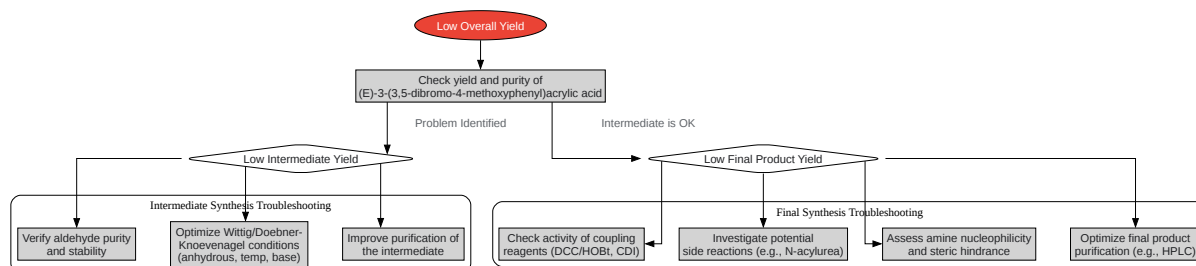 Low Overall Yield
Check yield and purity of
(E)-3-(3,5-dibromo-4-methoxyphenyl)acrylic acid
Problem Identified
Intermediate is OK
Low Intermediate Yield
Low Final Product Yield
Intermediate Synthesis Troubleshooting
Verify aldehyde purity
and stability
Optimize Wittig/Doebner-
Knoevenagel conditions
(anhydrous, temp, base)
Improve purification of
the intermediate
Final Synthesis Troubleshooting
Check activity of coupling
reagents (DCC/HOBt, CDI)
Investigate potential
side reactions (e.g., N-acylurea)
Assess amine nucleophilicity
and steric hindrance
Optimize final product
purification (e.g., HPLC)